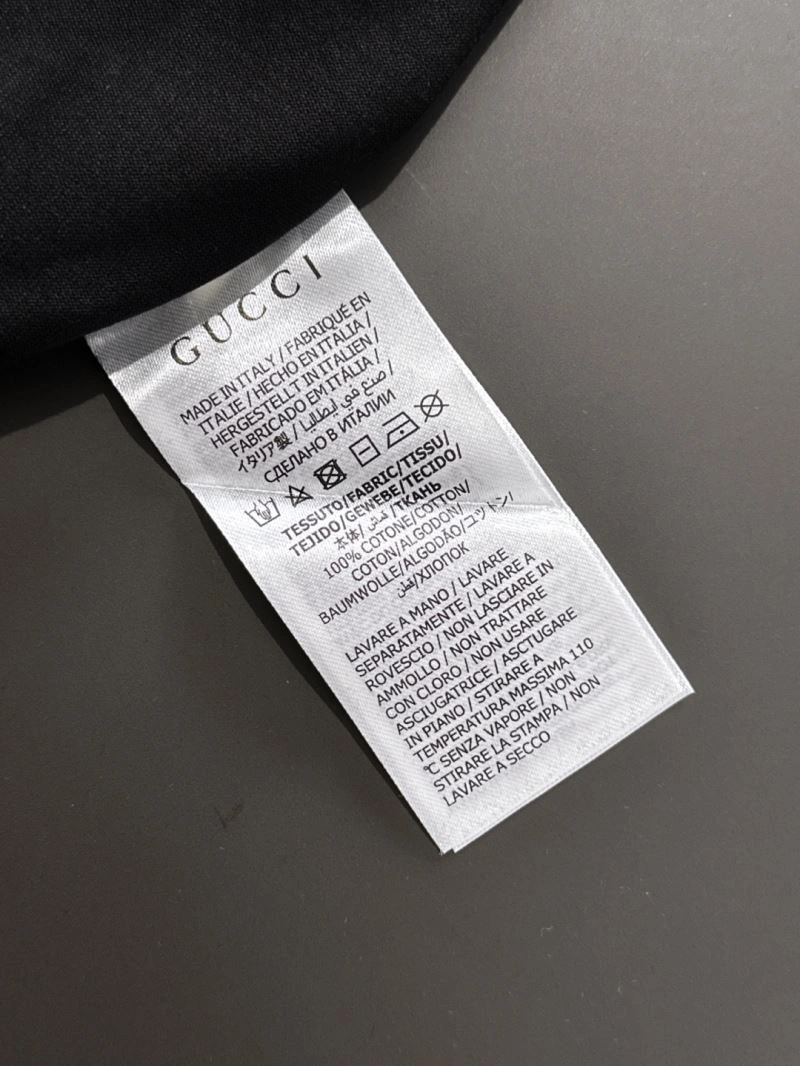 GUCCI
MADE IN ITALY / FABRIQUÉ EN
ITALIE / HECHO EN ITALIA /
HERGESTELLT IN ITALIEN /
FABRICADO EM ITÁLIA /
イタリア製 / صنع في إيطاليا /
СДЕЛАНО В ИТАЛИИ
TESSUTO/FABRIC/TISSU/
TEJIDO/GEWEBE/TECIDO/
本体/قماش/ТКАНЬ
100% COTONE/COTTON/
COTON/ALGODON/
BAUMWOLLE/ALGODÃO/コットン/
قطن/ХЛОПОК
LAVARE A MANO / LAVARE
SEPARATAMENTE / LAVARE A
ROVESCIO / NON LASCIARE IN
AMMOLLO / NON TRATTARE
CON CLORO / NON USARE
ASCIUGATRICE / ASCTUGARE
IN PIANO / STIRARE A
TEMPERATURA MASSIMA 110
℃ SENZA VAPORE / NON
STIRARE LA STAMPA / NON
LAVARE A SECCO